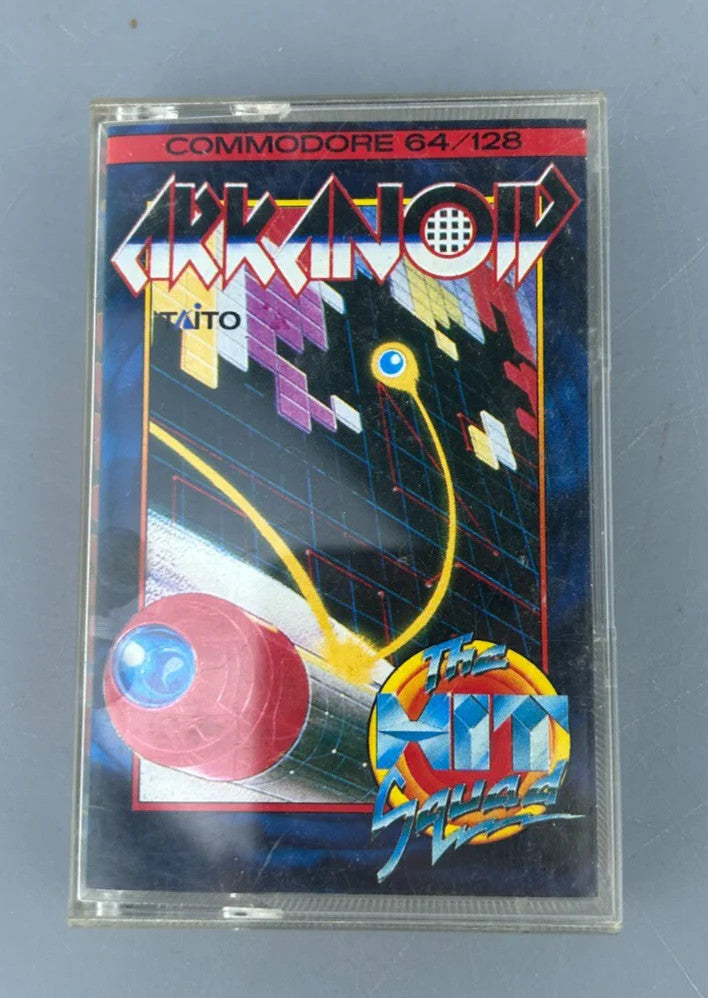 COMMODORE 64/128
ARKANOID
TAITO
The
HIT
Squad